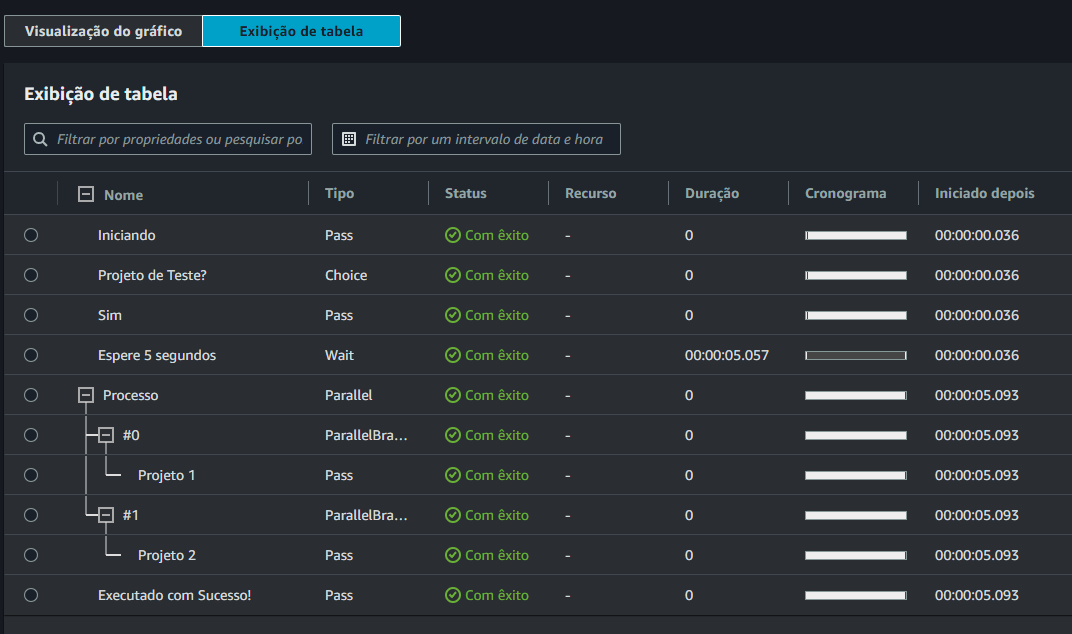 Visualização do gráfico Exibição de tabela
Exibição de tabela
Filtrar por propriedades ou pesquisar po Filtrar por um intervalo de data e hora
Nome Tipo Status Recurso Duração Cronograma Iniciado depois
Iniciando Pass Com êxito - 0 00:00:00.036
Projeto de Teste? Choice Com êxito - 0 00:00:00.036
Sim Pass Com êxito - 0 00:00:00.036
Espere 5 segundos Wait Com êxito - 00:00:05.057 00:00:00.036
Processo Parallel Com êxito - 0 00:00:05.093
#0 ParallelBra... Com êxito - 0 00:00:05.093
Projeto 1 Pass Com êxito - 0 00:00:05.093
#1 ParallelBra... Com êxito - 0 00:00:05.093
Projeto 2 Pass Com êxito - 0 00:00:05.093
Executado com Sucesso! Pass Com êxito - 0 00:00:05.093